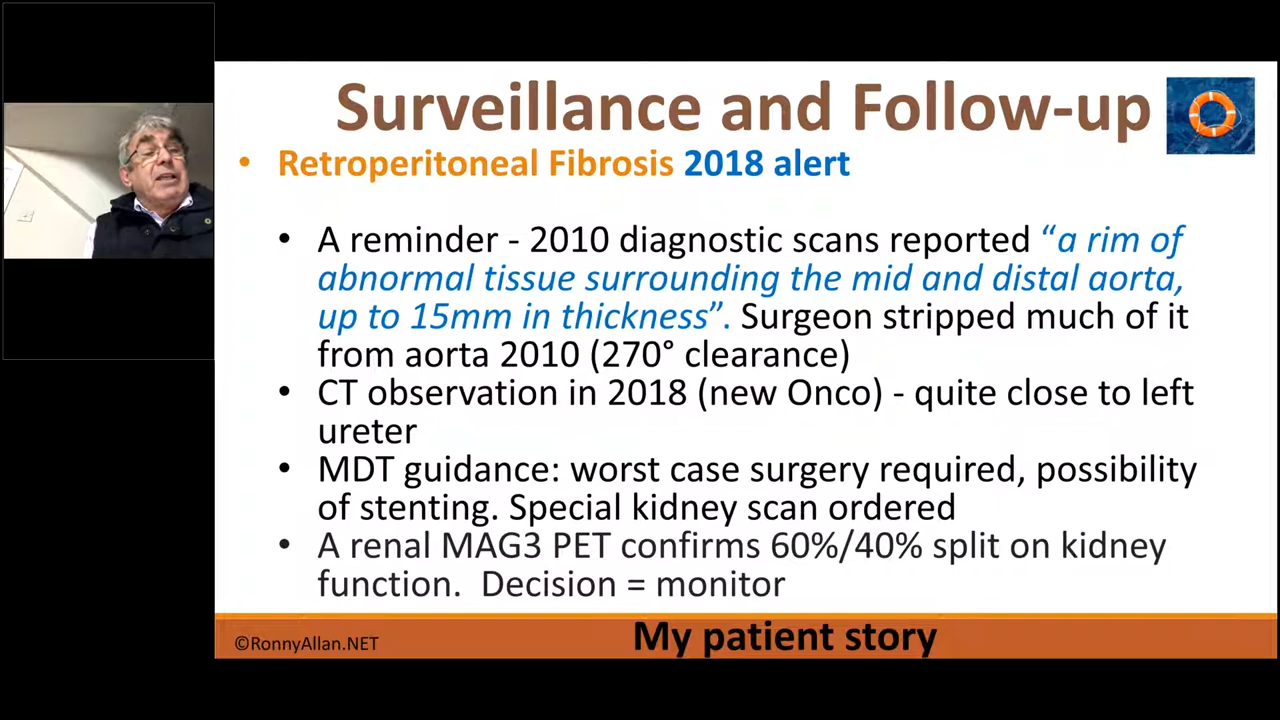 Surveillance and Follow-up
• Retroperitoneal Fibrosis 2018 alert
• A reminder - 2010 diagnostic scans reported “a rim of
abnormal tissue surrounding the mid and distal aorta,
up to 15mm in thickness”. Surgeon stripped much of it
from aorta 2010 (270° clearance)
• CT observation in 2018 (new Onco) - quite close to left
ureter
• MDT guidance: worst case surgery required, possibility
of stenting. Special kidney scan ordered
• A renal MAG3 PET confirms 60%/40% split on kidney
function.  Decision = monitor
©RonnyAllan.NET
My patient story